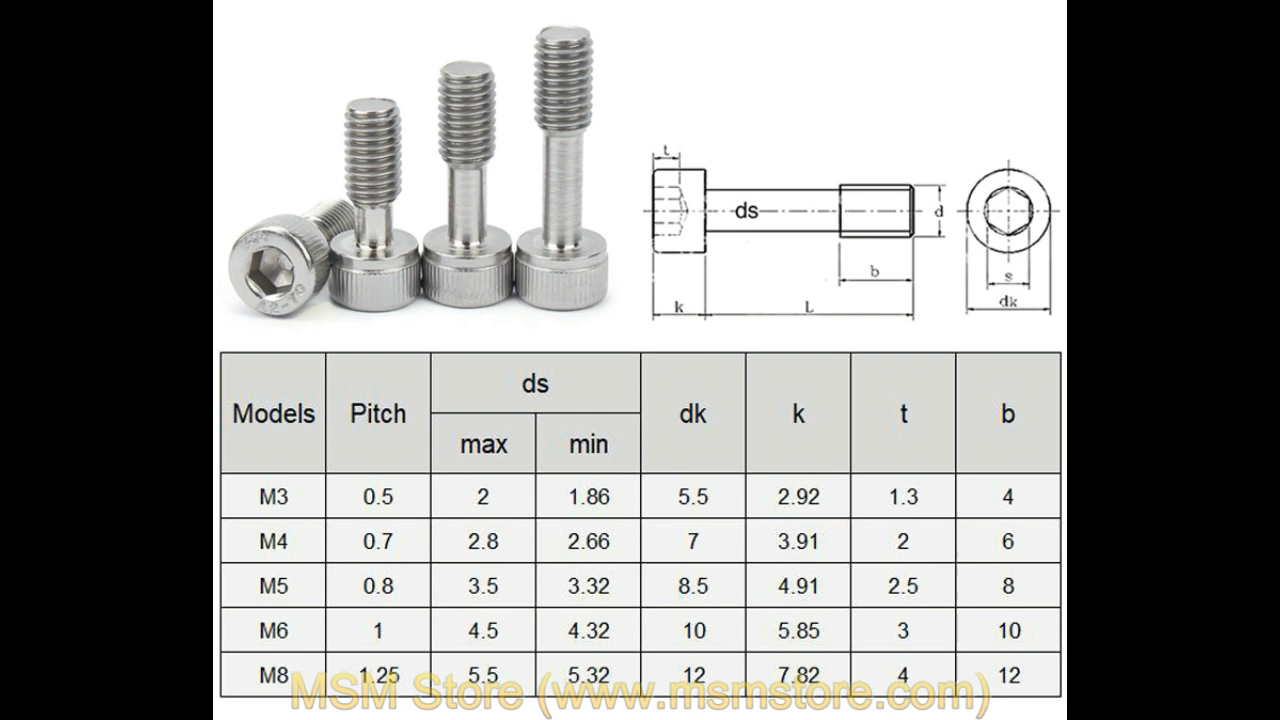 t
ds
d
b
k
L
s
dk
A2-70
Models Pitch ds dk k t b
max min
M3 0.5 2 1.86 5.5 2.92 1.3 4
M4 0.7 2.8 2.66 7 3.91 2 6
M5 0.8 3.5 3.32 8.5 4.91 2.5 8
M6 1 4.5 4.32 10 5.85 3 10
M8 1.25 5.5 5.32 12 7.82 4 12
MSM Store (www.msmstore.com)